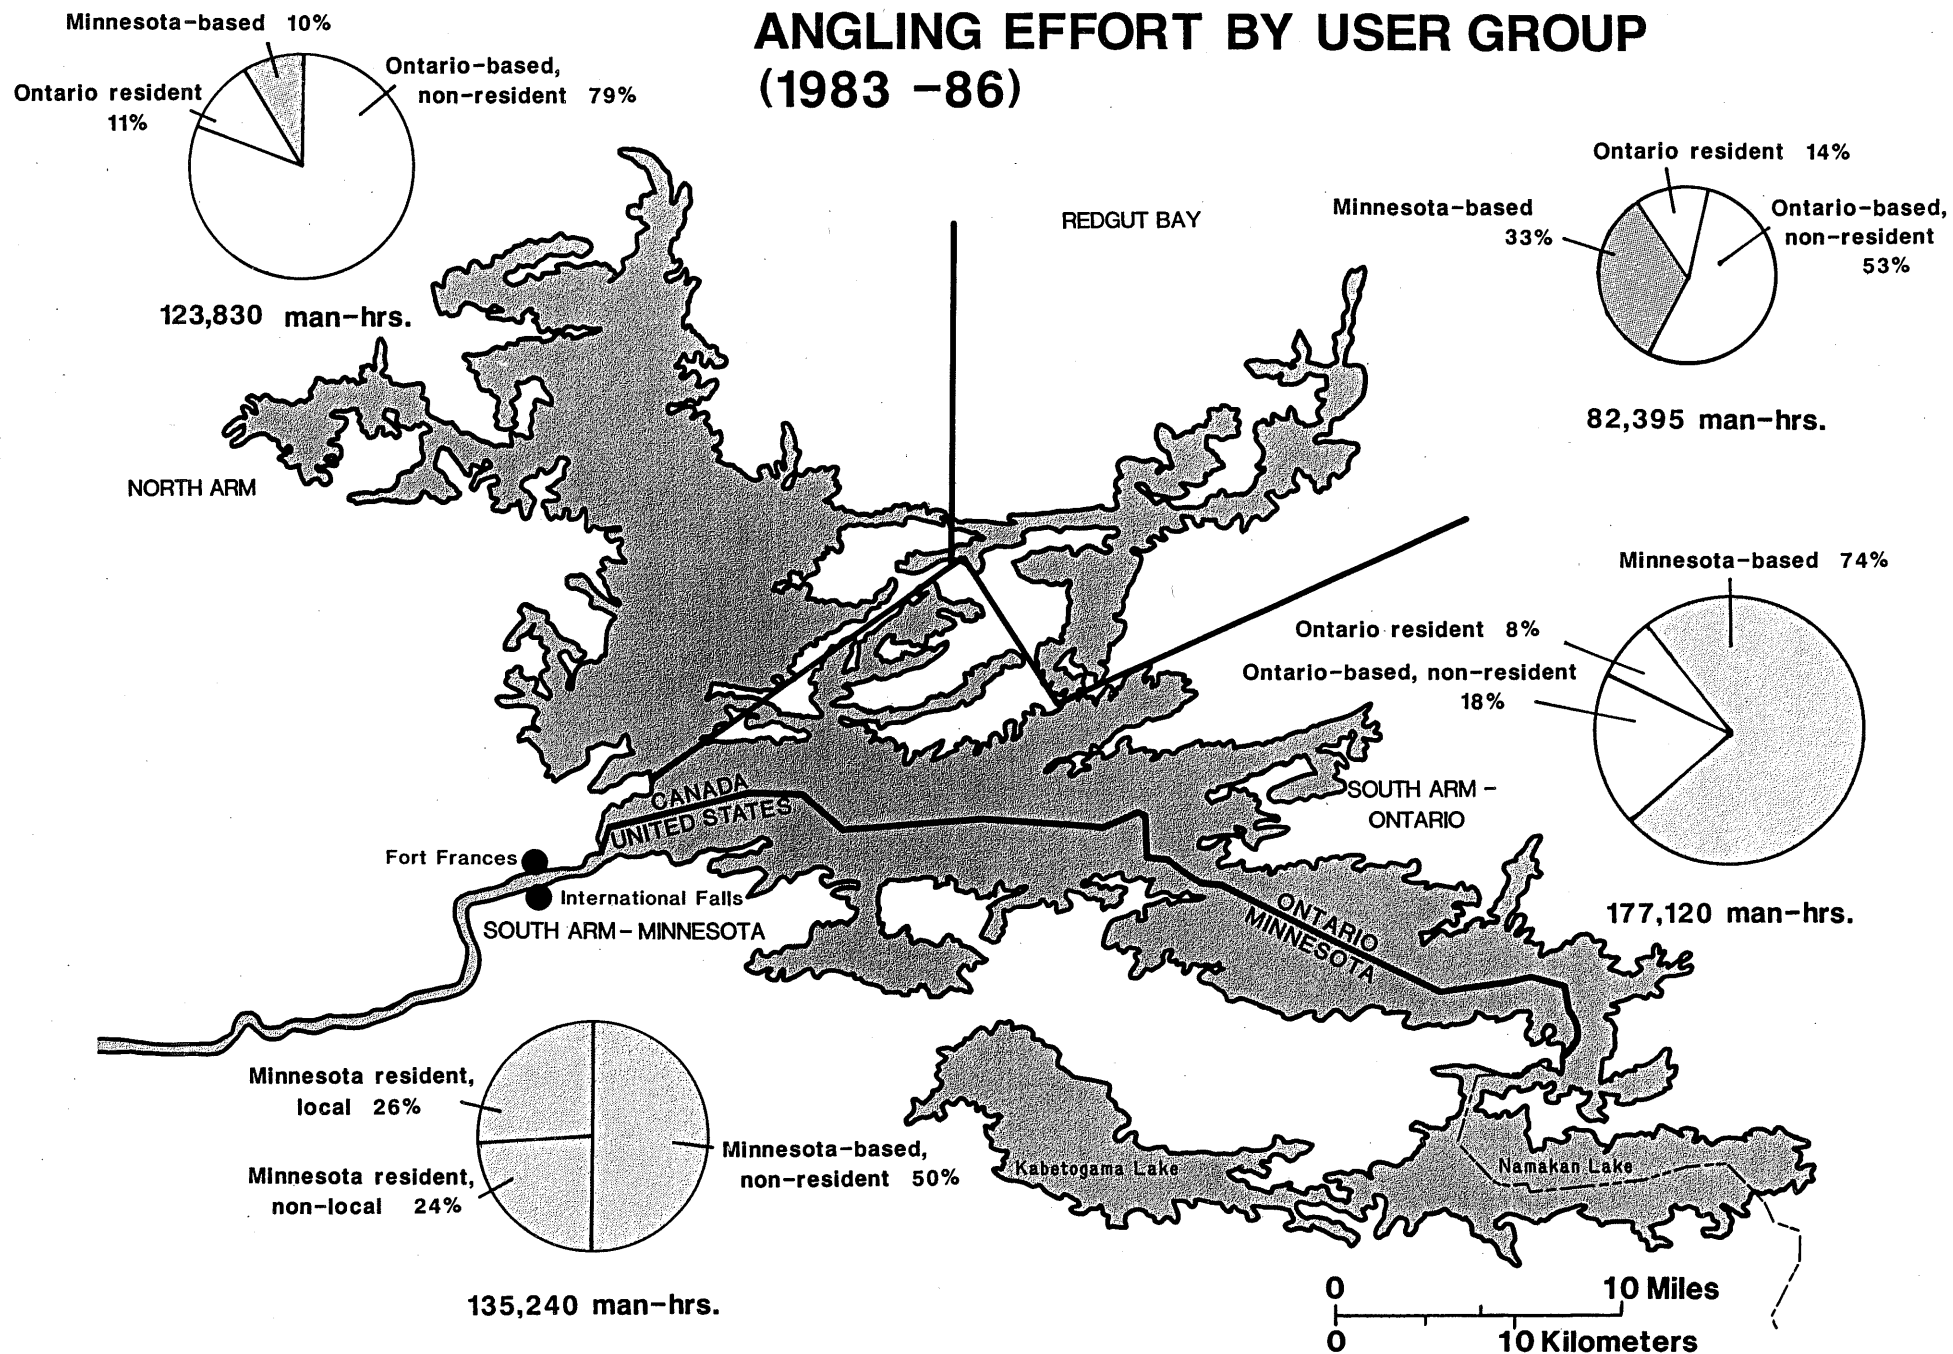 ANGLING EFFORT BY USER GROUP
(1983 –86)
Minnesota-based 10%
Ontario-based,
non-resident 79%
Ontario resident
11%
123,830 man-hrs.
REDGUT BAY
Ontario resident 14%
Minnesota-based
33%
Ontario-based,
non-resident
53%
82,395 man-hrs.
NORTH ARM
Minnesota-based 74%
Ontario resident 8%
Ontario-based, non-resident
18%
177,120 man-hrs.
SOUTH ARM –
ONTARIO
CANADA
UNITED STATES
Fort Frances
International Falls
SOUTH ARM – MINNESOTA
ONTARIO
MINNESOTA
Minnesota resident,
local 26%
Minnesota-based,
non-resident 50%
Minnesota resident,
non-local 24%
135,240 man-hrs.
Kabetogama Lake
Namakan Lake
0 10 Miles
0 10 Kilometers